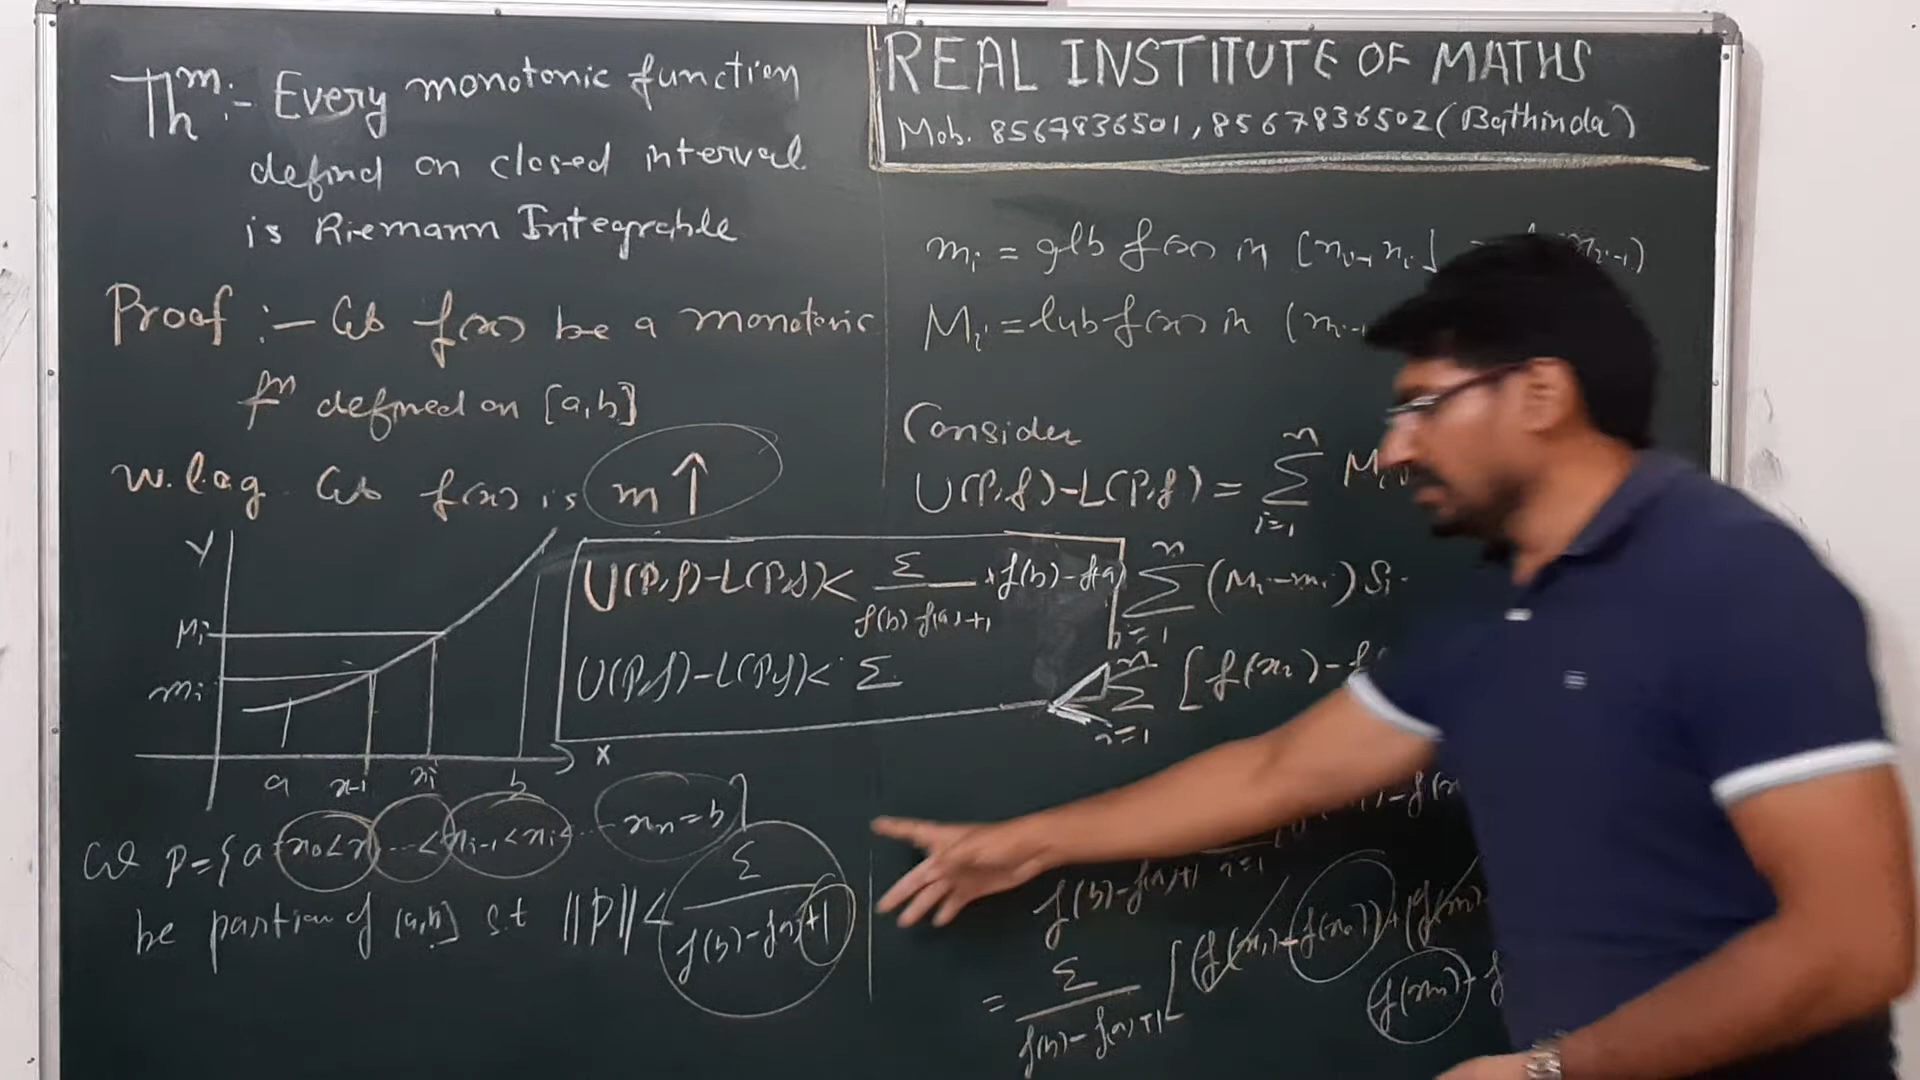 Thm :- Every monotonic function
defind on closed interval
is Riemann Integrable
Proof :- let f(x) be a monotonic
fn defined on [a,b]
w.l.o.g let f(x) is m↑
Y
Mi
mi
a xi-1 xi b X
U(P,f)-L(P,f) < ε/(f(b)-f(a)+1) × f(b)-f(a)
U(P,f)-L(P,f) < ε
let P={a=x0<x1...<xi-1<xi<...xn=b}
be partion of [a,b] s.t ||P|| < ε/(f(b)-f(a)+1)
REAL INSTITUTE OF MATHS
Mob. 8567836501, 8567836502 (Bathinda)
mi = glb f(x) in [xi-1 xi]
Mi = lub f(x) in
Consider
U(P,f)-L(P,f) = n Σ i=1 Mi
n Σ i=1 (Mi-mi) δi
n Σ i=1 [f(xi)-f
f(b)-f(a)+1 i=1
= ε/(f(b)-f(a)+1) [(f(x1)-f(x0))+(f(x2)
f(xn)-f